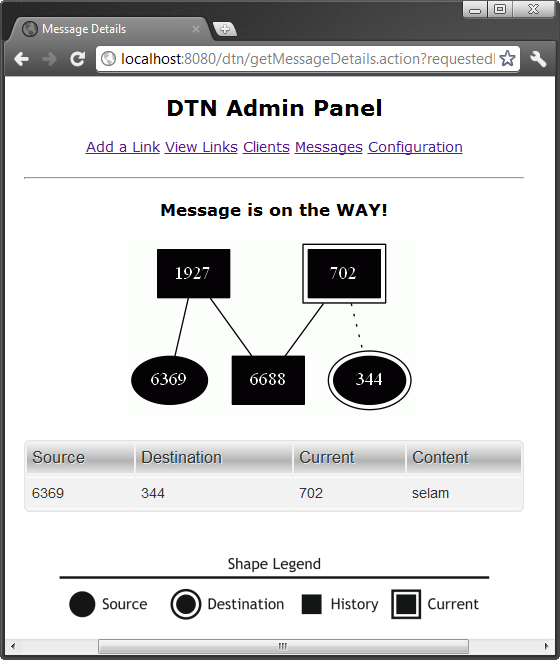 Message Details
localhost:8080/dtn/getMessageDetails.action?requestedI
DTN Admin Panel
Add a Link View Links Clients Messages Configuration
Message is on the WAY!
1927 702
6369 6688 344
Source Destination Current Content
6369 344 702 selam
Shape Legend
Source Destination History Current